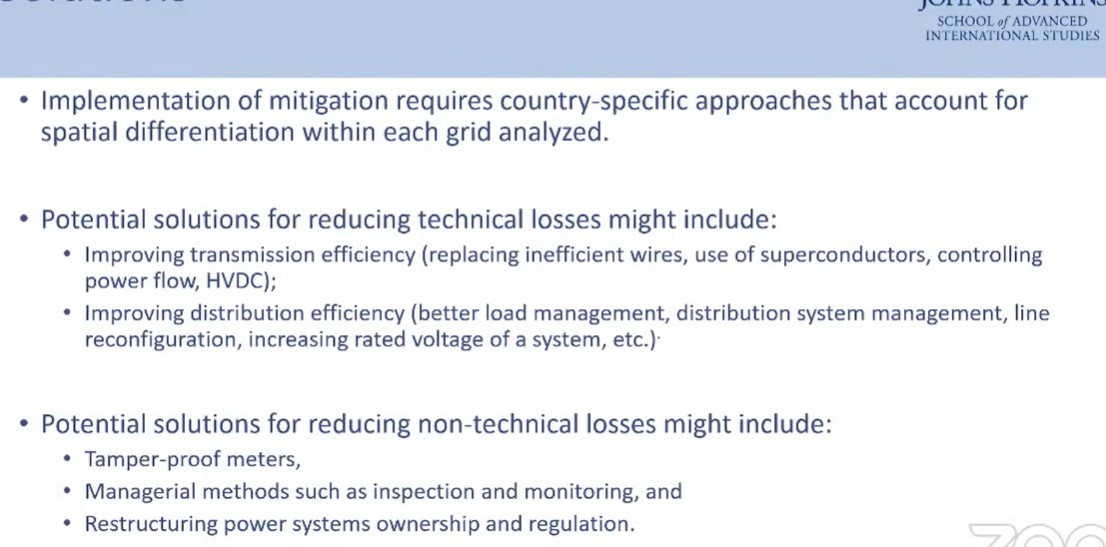 JOHNS HOPKINS
SCHOOL of ADVANCED
INTERNATIONAL STUDIES
• Implementation of mitigation requires country-specific approaches that account for
spatial differentiation within each grid analyzed.
• Potential solutions for reducing technical losses might include:
• Improving transmission efficiency (replacing inefficient wires, use of superconductors, controlling
power flow, HVDC);
• Improving distribution efficiency (better load management, distribution system management, line
reconfiguration, increasing rated voltage of a system, etc.).
• Potential solutions for reducing non-technical losses might include:
• Tamper-proof meters,
• Managerial methods such as inspection and monitoring, and
• Restructuring power systems ownership and regulation.